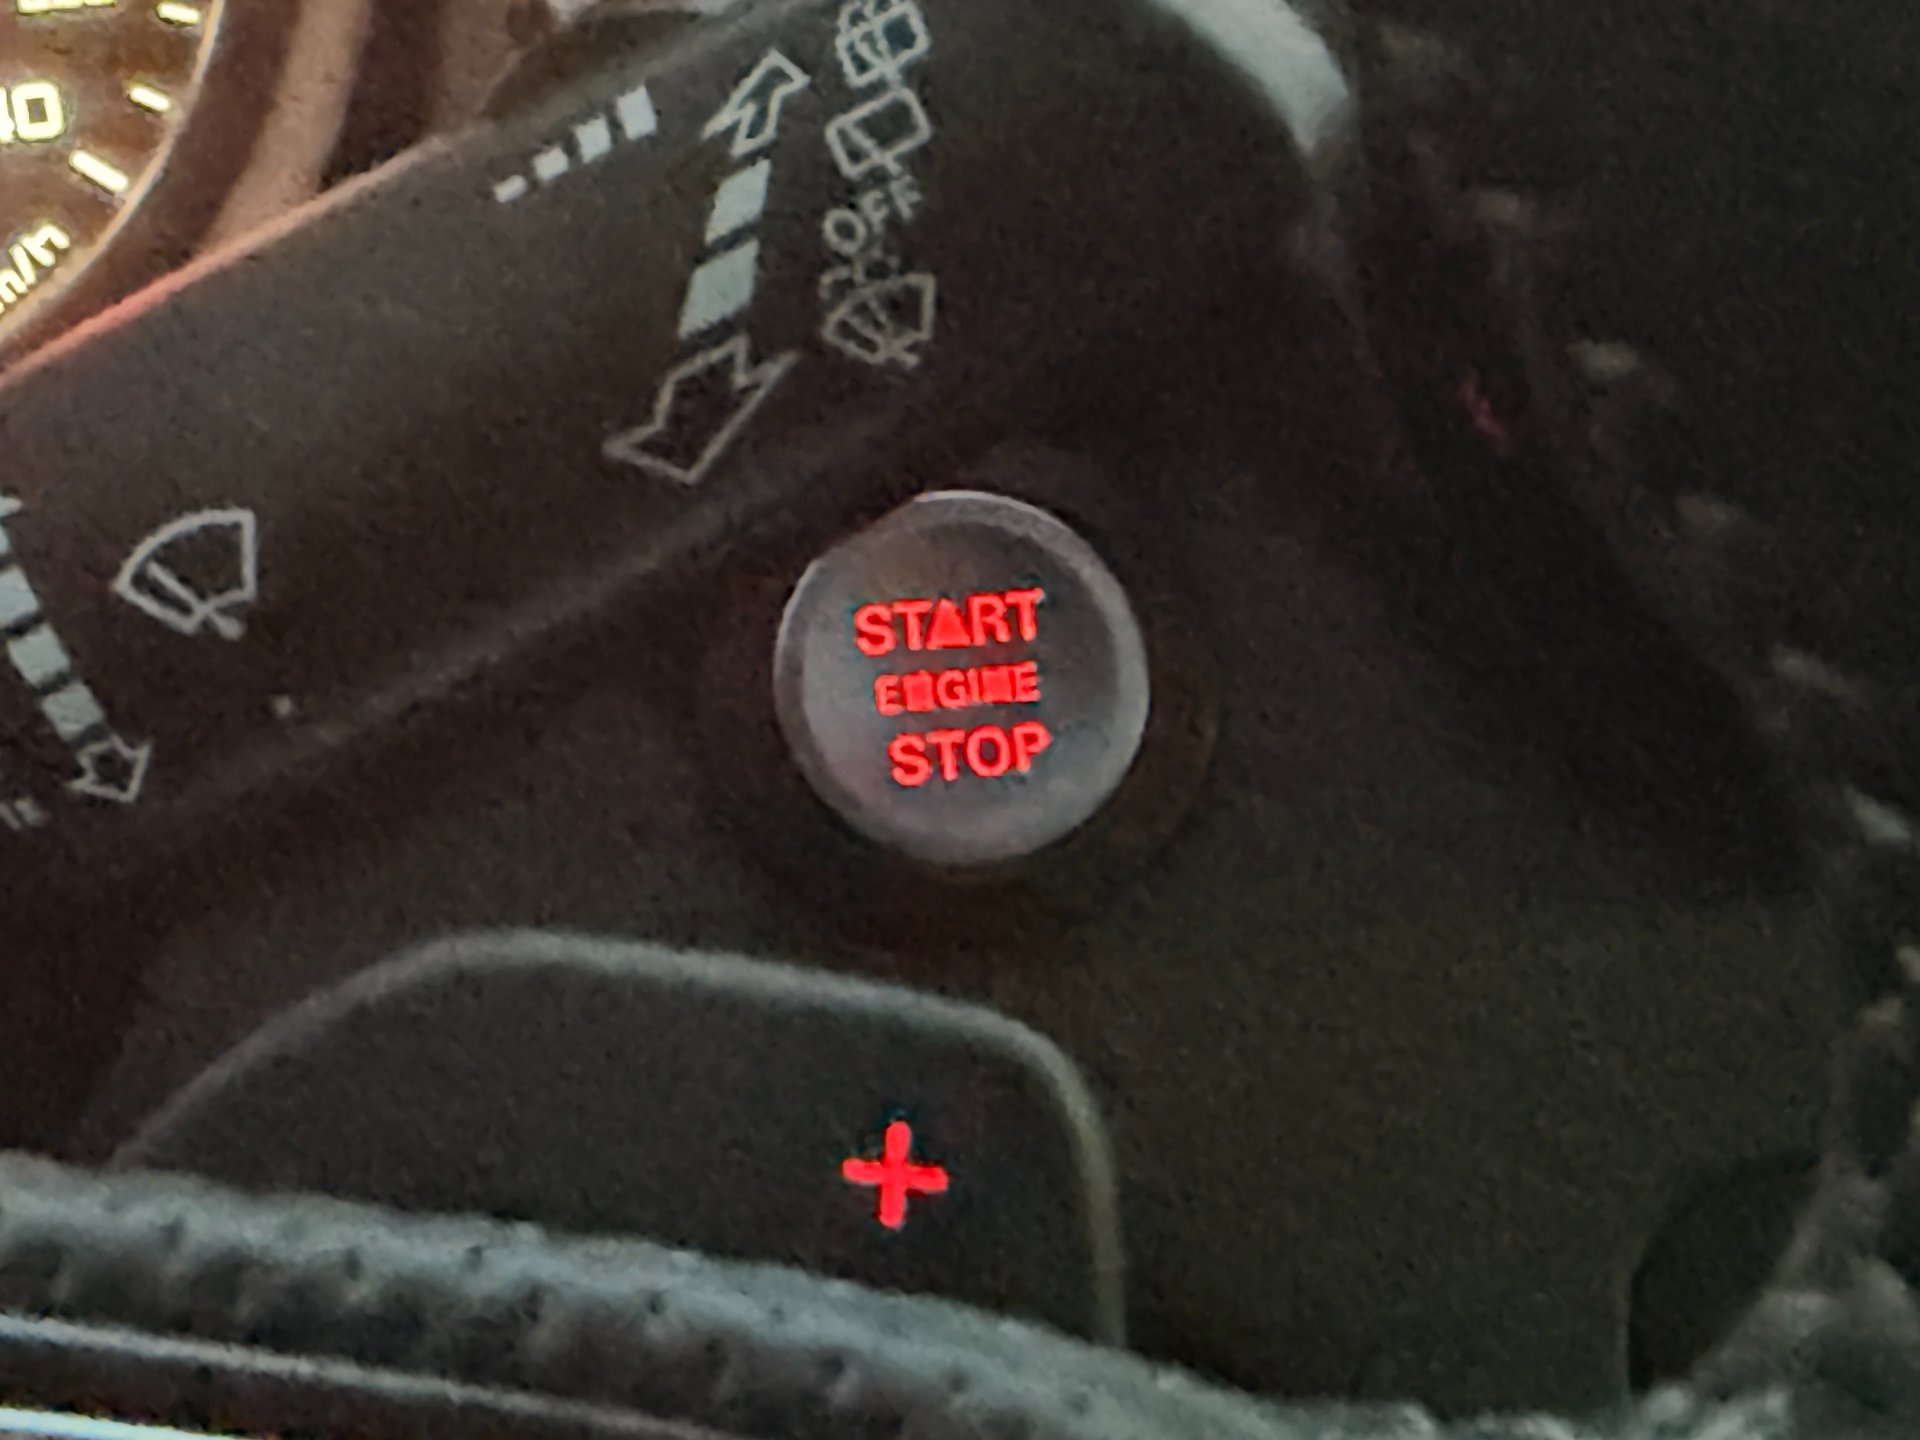 OFF
START
ENGINE
STOP
+